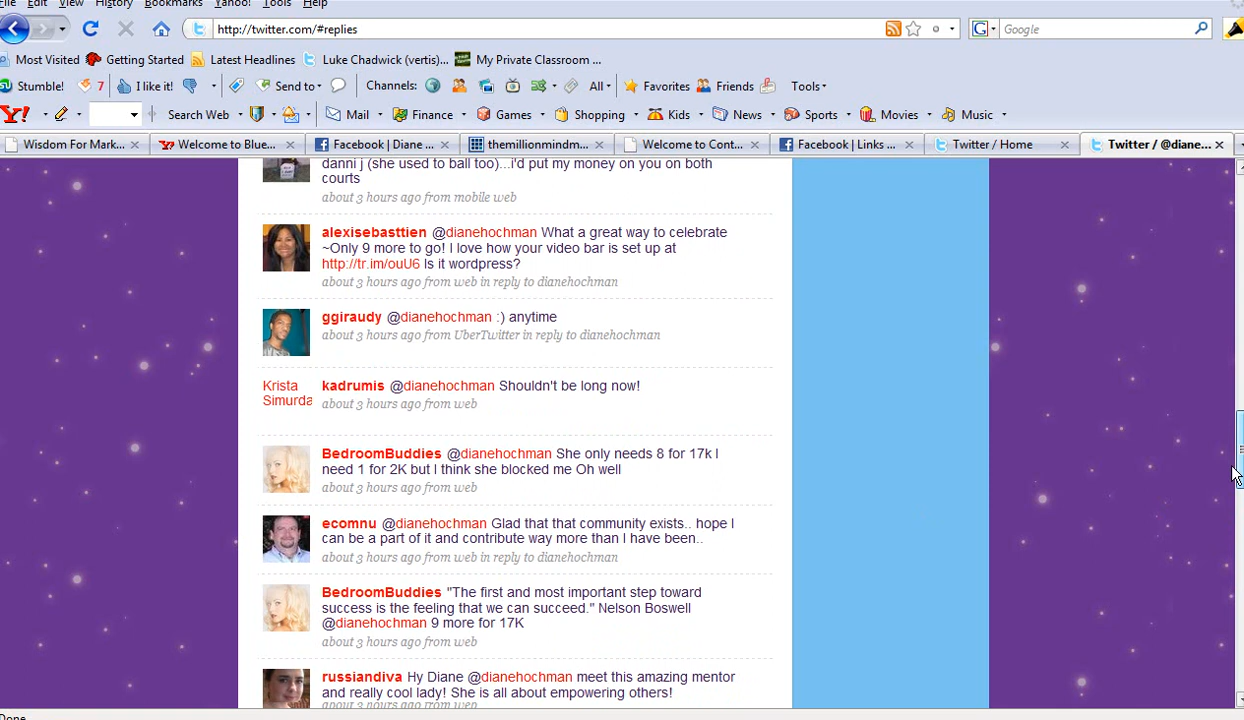 File Edit View History Bookmarks Yahoo! Tools Help
http://twitter.com/#replies
Google
Most Visited Getting Started Latest Headlines Luke Chadwick (vertis)... My Private Classroom ...
Stumble! 7 I like it! Send to Channels: All Favorites Friends Tools
Y! Search Web Mail Finance Games Shopping Kids News Sports Movies Music
Wisdom For Mark... Welcome to Blue... Facebook | Diane ... themillionmindm... Welcome to Cont... Facebook | Links ... Twitter / Home Twitter / @diane...
danni j (she used to ball too)...i'd put my money on you on both
courts
about 3 hours ago from mobile web
alexisebasttien @dianehochman What a great way to celebrate
~Only 9 more to go! I love how your video bar is set up at
http://tr.im/ouU6 Is it wordpress?
about 3 hours ago from web in reply to dianehochman
ggiraudy @dianehochman :) anytime
about 3 hours ago from UberTwitter in reply to dianehochman
Krista
Simurda
kadrumis @dianehochman Shouldn't be long now!
about 3 hours ago from web
BedroomBuddies @dianehochman She only needs 8 for 17k I
need 1 for 2K but I think she blocked me Oh well
about 3 hours ago from web
ecomnu @dianehochman Glad that that community exists.. hope I
can be a part of it and contribute way more than I have been..
about 3 hours ago from web in reply to dianehochman
BedroomBuddies "The first and most important step toward
success is the feeling that we can succeed." Nelson Boswell
@dianehochman 9 more for 17K
about 3 hours ago from web
russiandiva Hy Diane @dianehochman meet this amazing mentor
and really cool lady! She is all about empowering others!
about 3 hours ago from web
Done